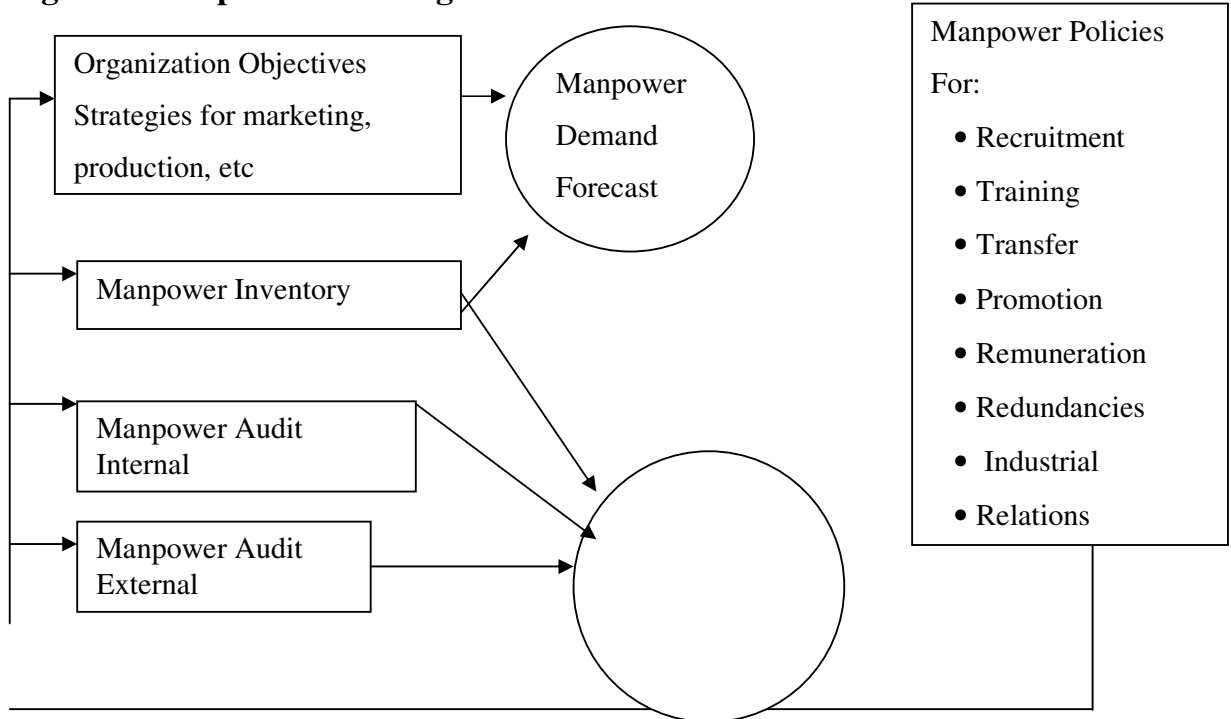 Organization Objectives
Strategies for marketing,
production, etc
Manpower
Demand
Forecast
Manpower Inventory
Manpower Audit
Internal
Manpower Audit
External
Manpower Policies
For:
• Recruitment
• Training
• Transfer
• Promotion
• Remuneration
• Redundancies
• Industrial
• Relations